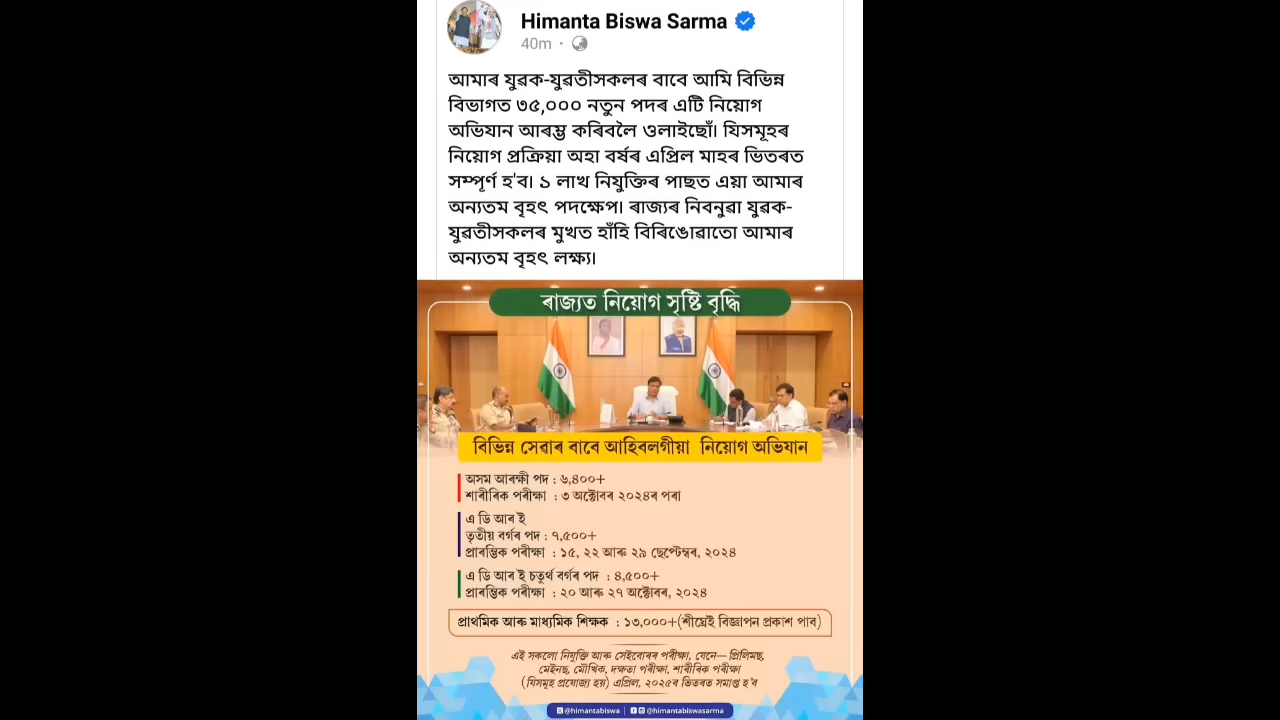 Himanta Biswa Sarma
40m ·
আমাৰ যুৱক-যুৱতীসকলৰ বাবে আমি বিভিন্ন
বিভাগত ৩৫,০০০ নতুন পদৰ এটি নিয়োগ
অভিযান আৰম্ভ কৰিবলৈ ওলাইছোঁ। যিসমূহৰ
নিয়োগ প্ৰক্ৰিয়া অহা বৰ্ষৰ এপ্ৰিল মাহৰ ভিতৰত
সম্পূৰ্ণ হ'ব। ১ লাখ নিযুক্তিৰ পাছত এয়া আমাৰ
অন্যতম বৃহৎ পদক্ষেপ। ৰাজ্যৰ নিবনুৱা যুৱক-
যুৱতীসকলৰ মুখত হাঁহি বিৰিঙোৱাতো আমাৰ
অন্যতম বৃহৎ লক্ষ্য।
ৰাজ্যত নিয়োগ সৃষ্টি বৃদ্ধি
বিভিন্ন সেৱাৰ বাবে আহিবলগীয়া নিয়োগ অভিযান
অসম আৰক্ষী পদ : ৬,৪০০+
শাৰীৰিক পৰীক্ষা : ৩ অক্টোবৰ ২০২৪ৰ পৰা
এ ডি আৰ ই
তৃতীয় বৰ্গৰ পদ : ৭,৫০০+
প্ৰাৰম্ভিক পৰীক্ষা : ১৫, ২২ আৰু ২৯ ছেপ্টেম্বৰ, ২০২৪
এ ডি আৰ ই চতুৰ্থ বৰ্গৰ পদ : ৪,৫০০+
প্ৰাৰম্ভিক পৰীক্ষা : ২০ আৰু ২৭ অক্টোবৰ, ২০২৪
প্ৰাথমিক আৰু মাধ্যমিক শিক্ষক : ১৩,০০০+(শীঘ্ৰেই বিজ্ঞাপন প্ৰকাশ পাব)
এই সকলো নিযুক্তি আৰু সেইবোৰৰ পৰীক্ষা, যেনে— প্ৰিলিমছ,
মেইনছ, মৌখিক, দক্ষতা পৰীক্ষা, শাৰীৰিক পৰীক্ষা
(যিসমূহ প্ৰযোজ্য হয়) এপ্ৰিল, ২০২৫ৰ ভিতৰত সমাপ্ত হ'ব
@himantabiswa | @himantabiswasarma